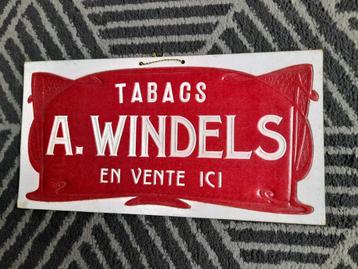 TABACS
A. WINDELS
EN VENTE ICI